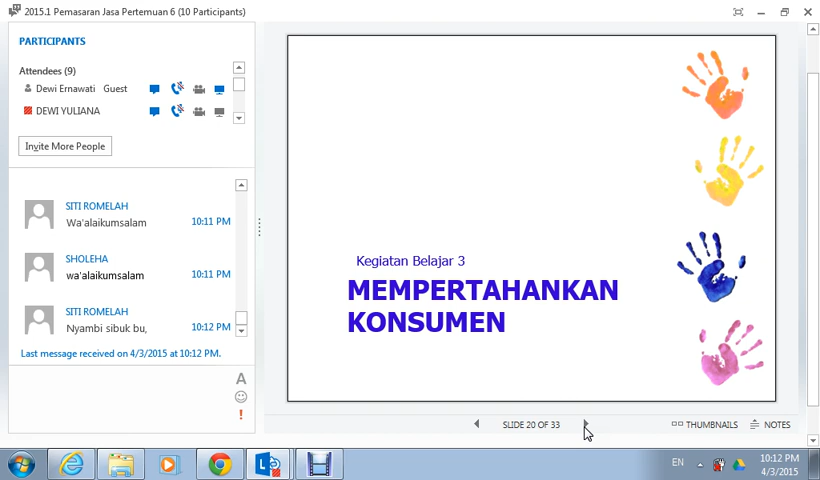 2015.1 Pemasaran Jasa Pertemuan 6 (10 Participants)
PARTICIPANTS
Attendees (9)
Dewi Ernawati Guest
DEWI YULIANA
Invite More People
SITI ROMELAH
Wa'alaikumsalam 10:11 PM
SHOLEHA
wa'alaikumsalam 10:11 PM
SITI ROMELAH
Nyambi sibuk bu, 10:12 PM
Last message received on 4/3/2015 at 10:12 PM.
A
Kegiatan Belajar 3
MEMPERTAHANKAN
KONSUMEN
SLIDE 20 OF 33
THUMBNAILS
NOTES
EN
10:12 PM
4/3/2015